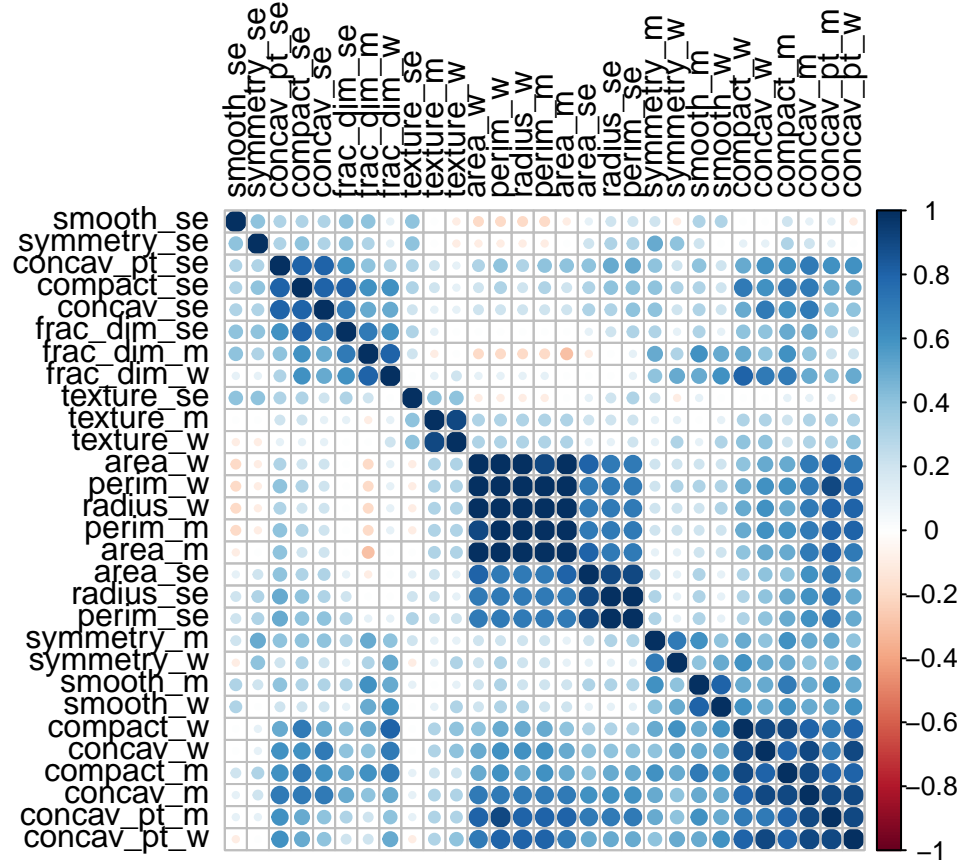 smooth_se
symmetry_se
concav_pt_se
compact_se
concav_se
frac_dim_se
frac_dim_m
frac_dim_w
texture_se
texture_m
texture_w
area_w
perim_w
radius_w
perim_m
area_m
area_se
radius_se
perim_se
symmetry_m
symmetry_w
smooth_m
smooth_w
compact_w
concav_w
compact_m
concav_m
concav_pt_m
concav_pt_w
smooth_se
symmetry_se
concav_pt_se
compact_se
concav_se
frac_dim_se
frac_dim_m
frac_dim_w
texture_se
texture_m
texture_w
area_w
perim_w
radius_w
perim_m
area_m
area_se
radius_se
perim_se
symmetry_m
symmetry_w
smooth_m
smooth_w
compact_w
concav_w
compact_m
concav_m
concav_pt_m
concav_pt_w
1
0.8
0.6
0.4
0.2
0
−0.2
−0.4
−0.6
−0.8
−1